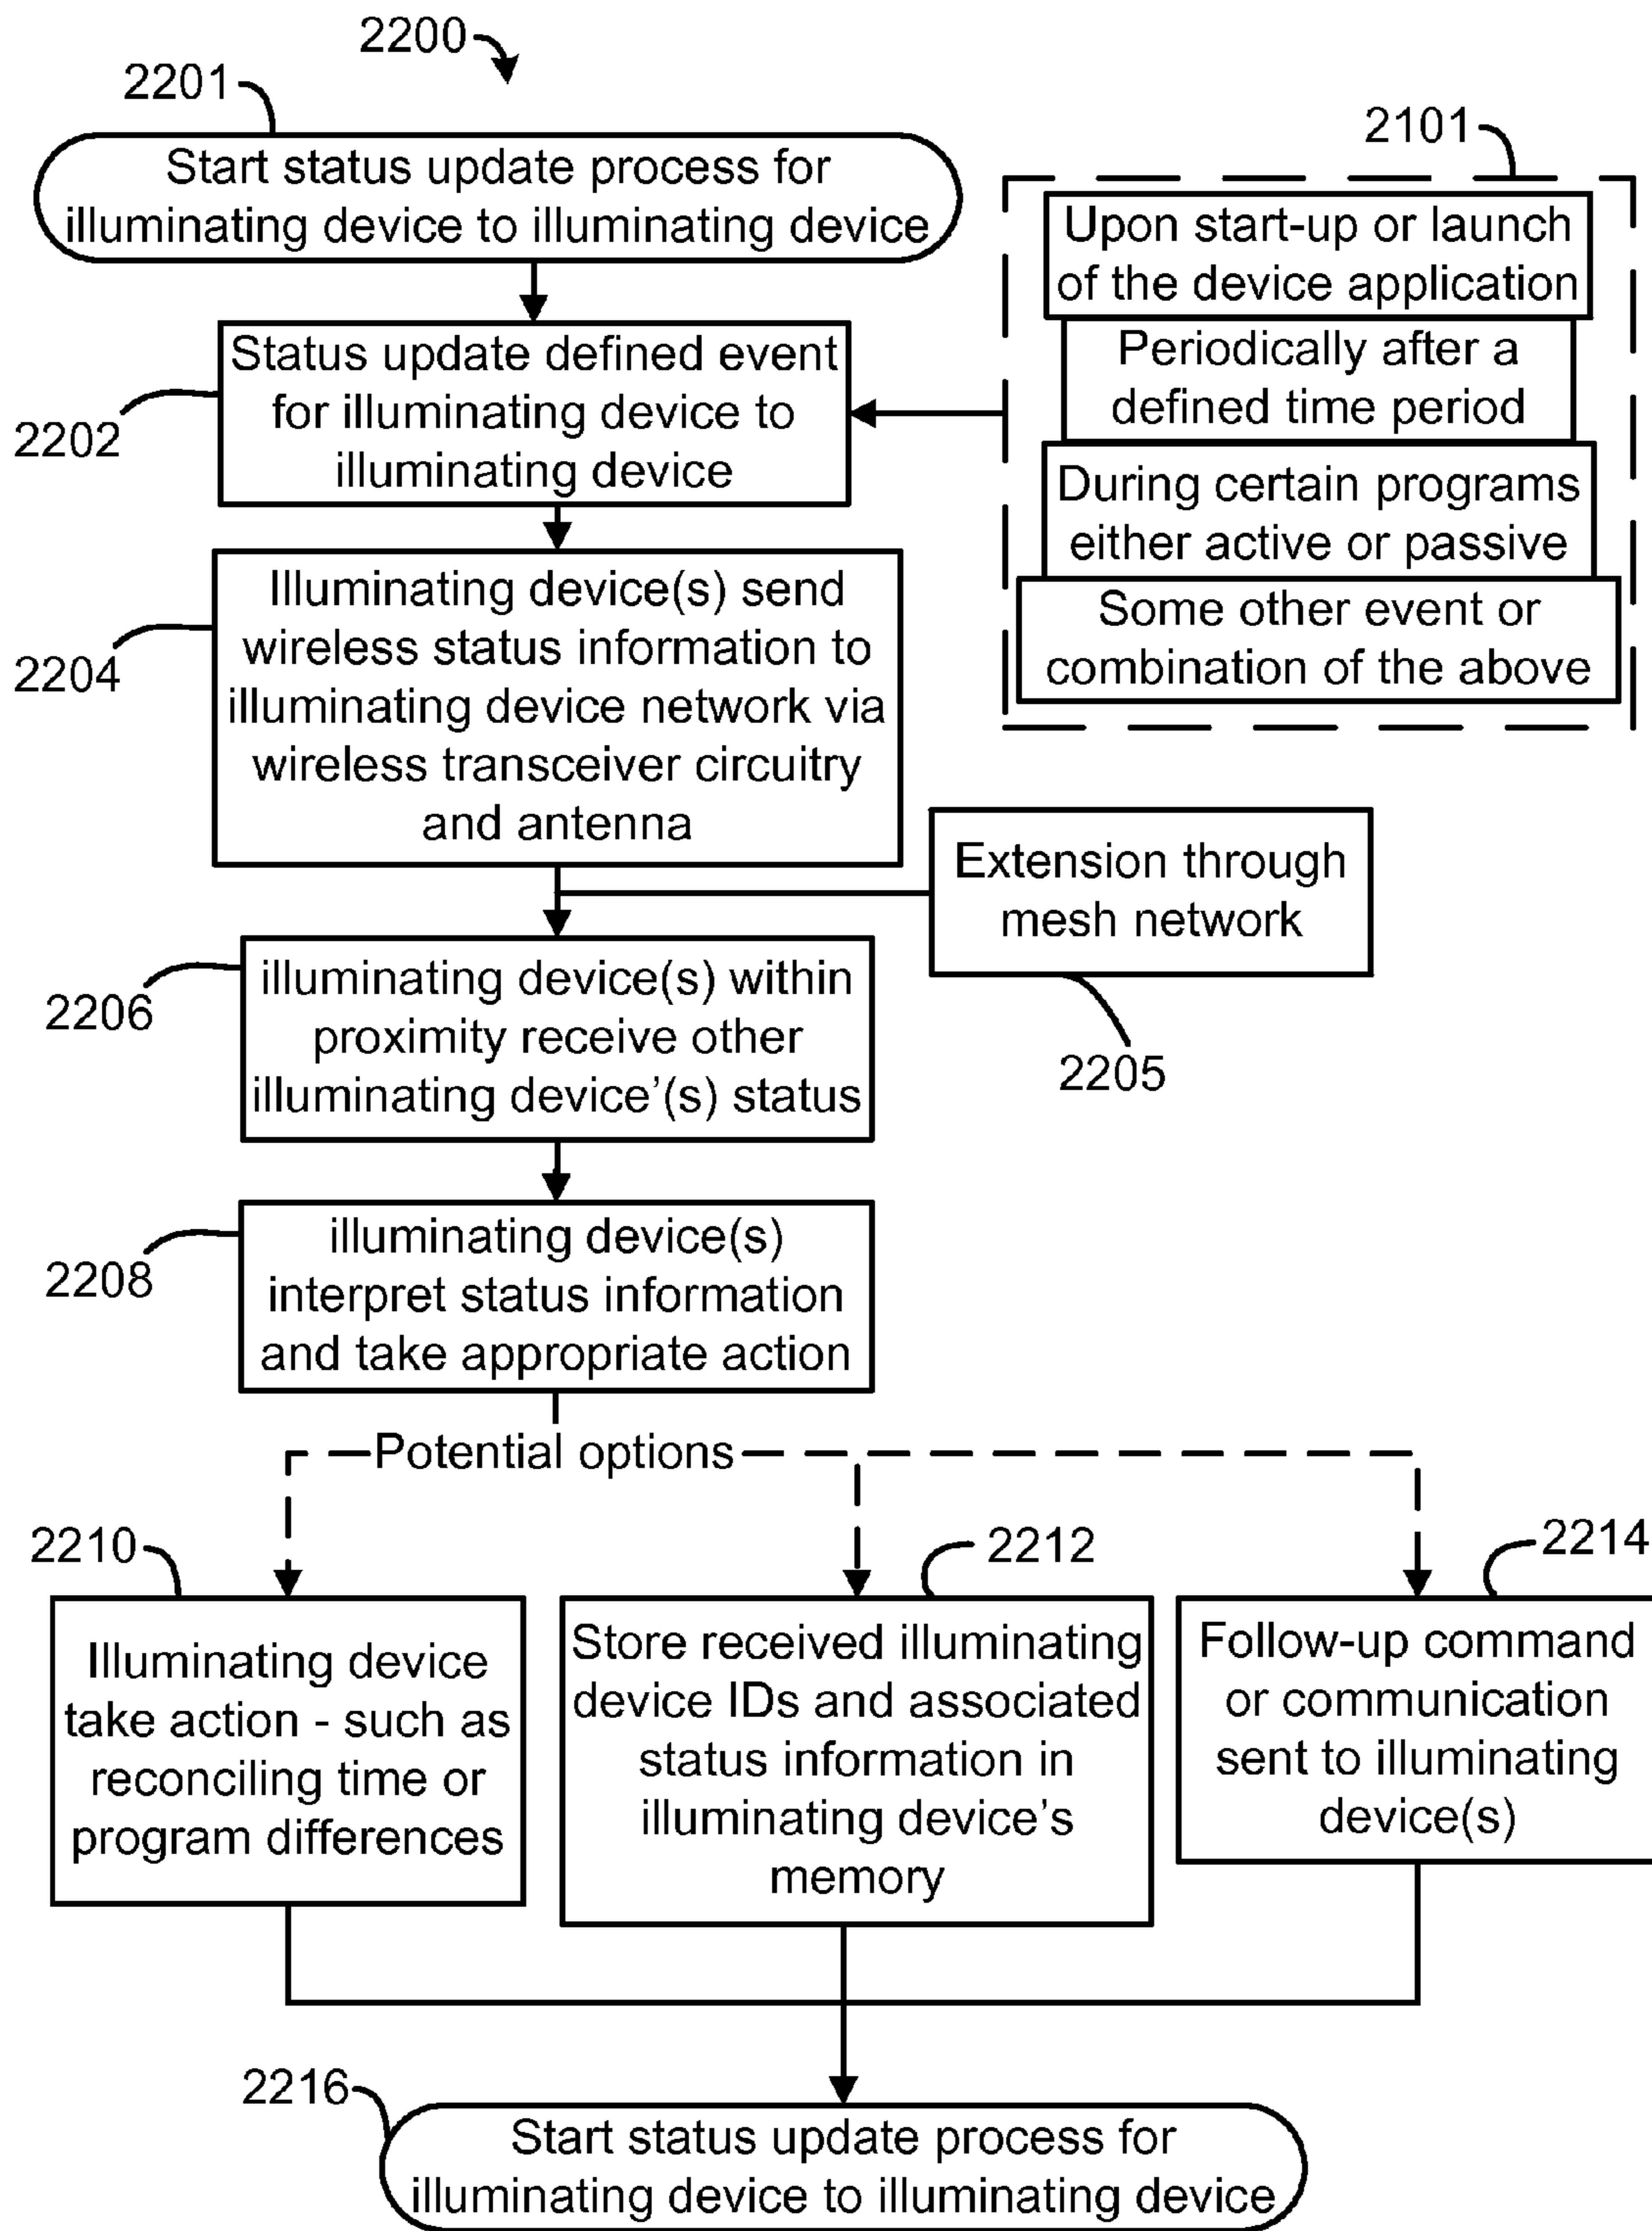 2200
2201
Start status update process for
illuminating device to illuminating device
2101
Upon start-up or launch
of the device application
Periodically after a
defined time period
During certain programs
either active or passive
Some other event or
combination of the above
Status update defined event
for illuminating device to
illuminating device
2202
Illuminating device(s) send
wireless status information to
illuminating device network via
wireless transceiver circuitry
and antenna
2204
Extension through
mesh network
2205
illuminating device(s) within
proximity receive other
illuminating device’(s) status
2206
illuminating device(s)
interpret status information
and take appropriate action
2208
Potential options
2210
Illuminating device
take action - such as
reconciling time or
program differences
2212
Store received illuminating
device IDs and associated
status information in
illuminating device’s
memory
2214
Follow-up command
or communication
sent to illuminating
device(s)
2216
Start status update process for
illuminating device to illuminating device